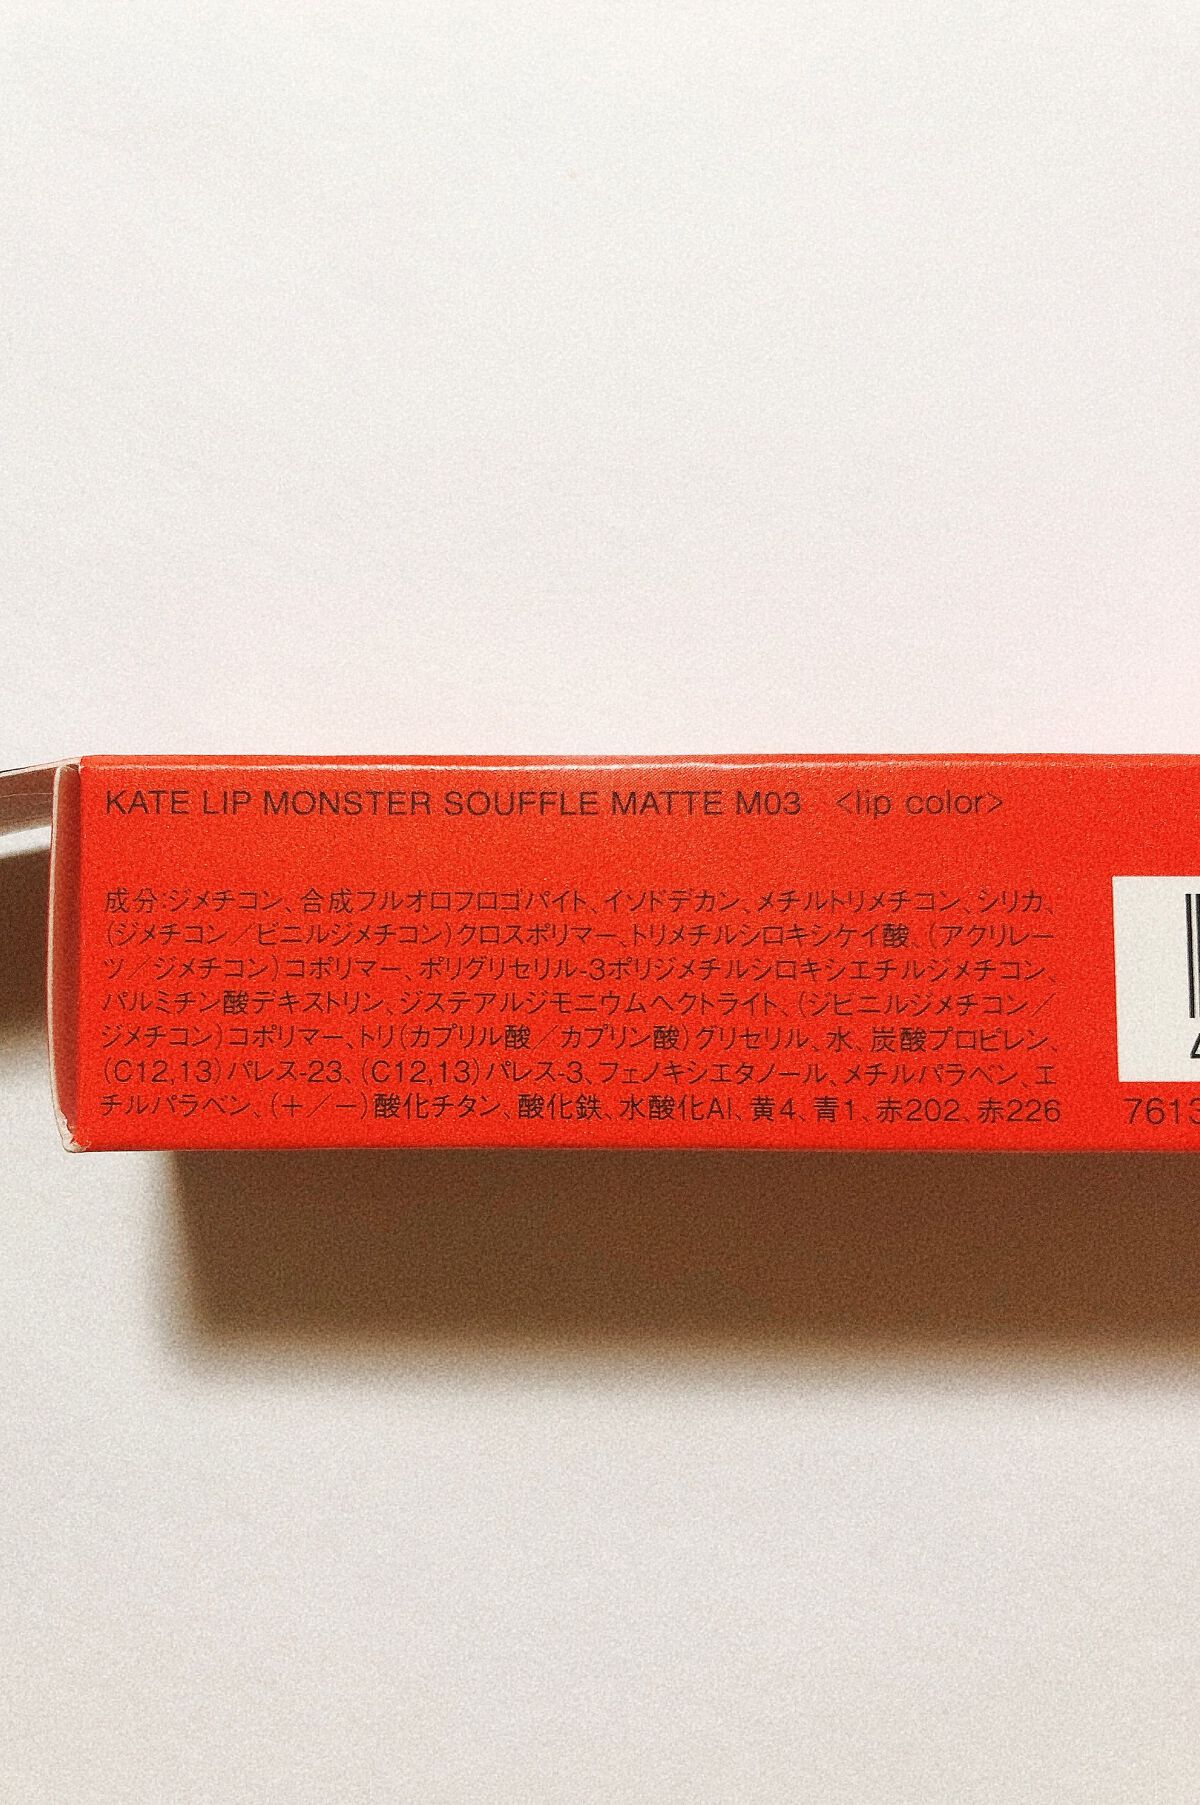 KATE LIP MONSTER SOUFFLE MATTE M03 <lip color>
成分:ジメチコン、合成フルオロフロゴパイト、イソドデカン、メチルトリメチコン、シリカ、
(ジメチコン/ビニルジメチコン)クロスポリマー、トリメチルシロキシケイ酸、(アクリレー
ツ/ジメチコン)コポリマー、ポリグリセリル-3ポリジメチルシロキシエチルジメチコン、
パルミチン酸デキストリン、ジステアルジモニウムヘクトライト、(ジビニルジメチコン/
ジメチコン)コポリマー、トリ(カプリル酸/カプリン酸)グリセリル、水、炭酸プロピレン、
(C12,13)パレス-23、(C12,13)パレス-3、フェノキシエタノール、メチルパラベン、エ
チルパラベン、(+/-)酸化チタン、酸化鉄、水酸化Al、黄4、青1、赤202、赤226
7613